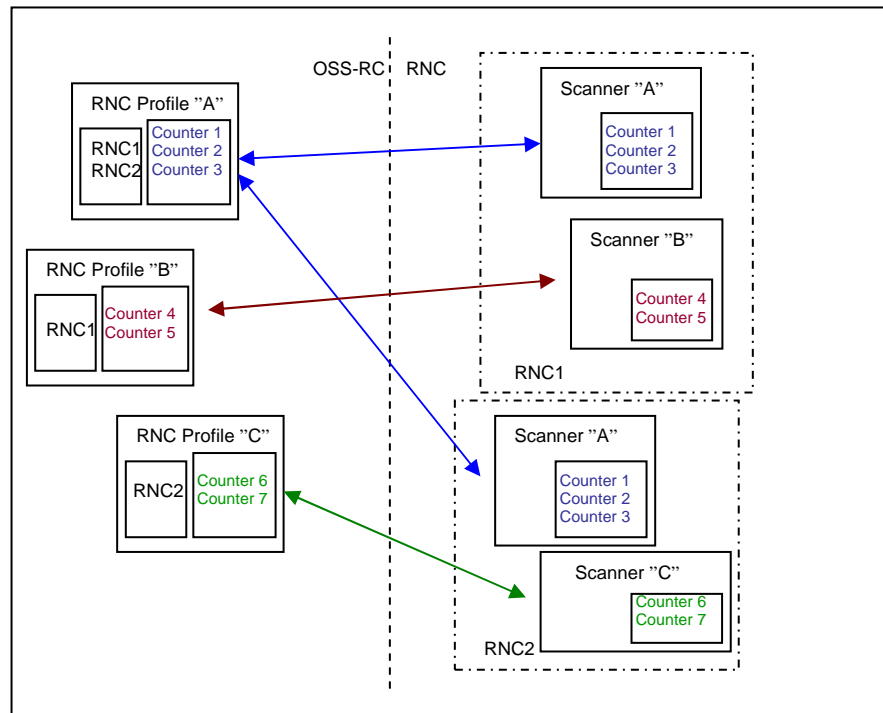 OSS-RC
RNC
RNC Profile ”A”
RNC1
RNC2
Counter 1
Counter 2
Counter 3
RNC Profile ”B”
RNC1
Counter 4
Counter 5
RNC Profile ”C”
RNC2
Counter 6
Counter 7
Scanner ”A”
Counter 1
Counter 2
Counter 3
Scanner ”B”
Counter 4
Counter 5
RNC1
Scanner ”A”
Counter 1
Counter 2
Counter 3
Scanner ”C”
Counter 6
Counter 7
RNC2